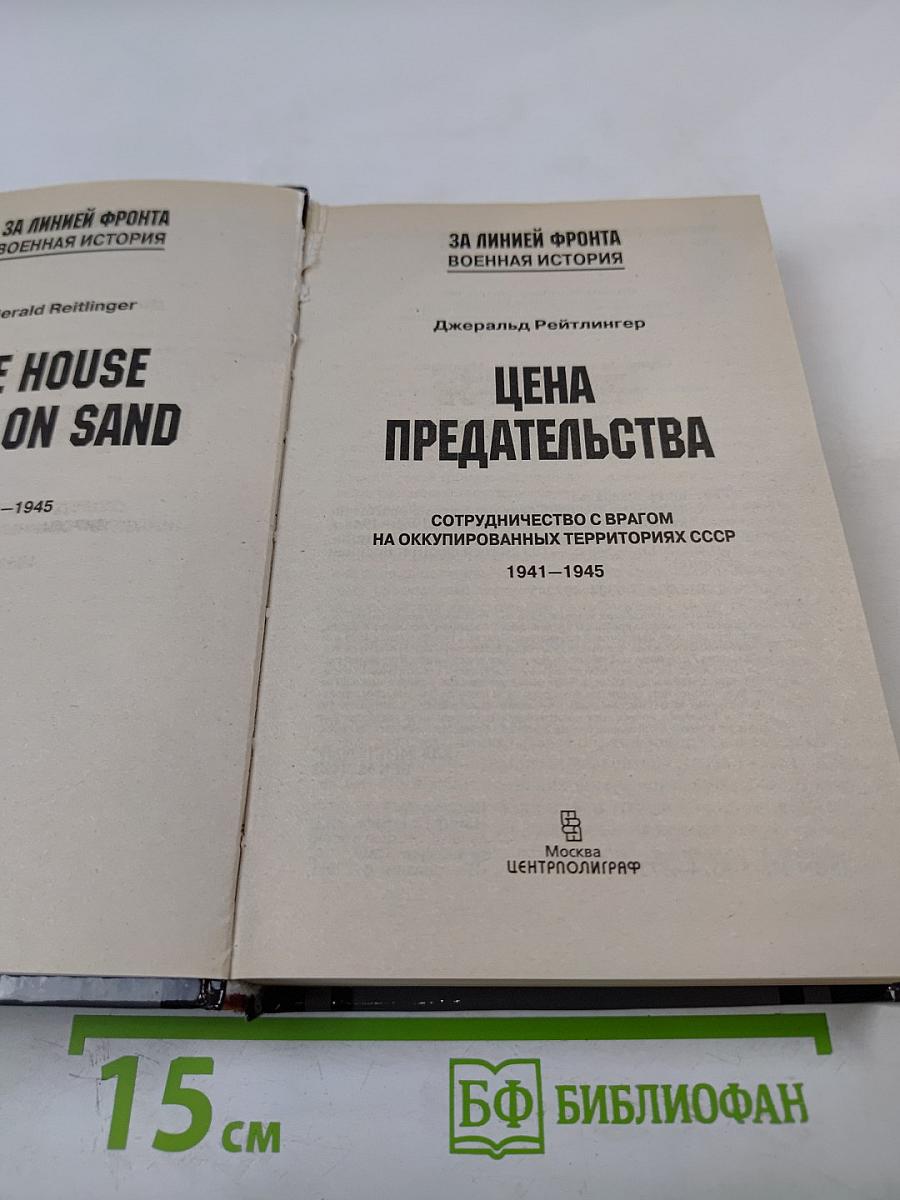 ЗА ЛИНИЕЙ ФРОНТА
ВОЕННАЯ ИСТОРИЯ
erald Reitlinger
E HOUSE
ON SAND
—1945
ЗА ЛИНИЕЙ ФРОНТА
ВОЕННАЯ ИСТОРИЯ
Джеральд Рейтлингер
ЦЕНА
ПРЕДАТЕЛЬСТВА
СОТРУДНИЧЕСТВО С ВРАГОМ
НА ОККУПИРОВАННЫХ ТЕРРИТОРИЯХ СССР
1941—1945
Москва
ЦЕНТРПОЛИГРАФ
15 см
БФ БИБЛИОФАН